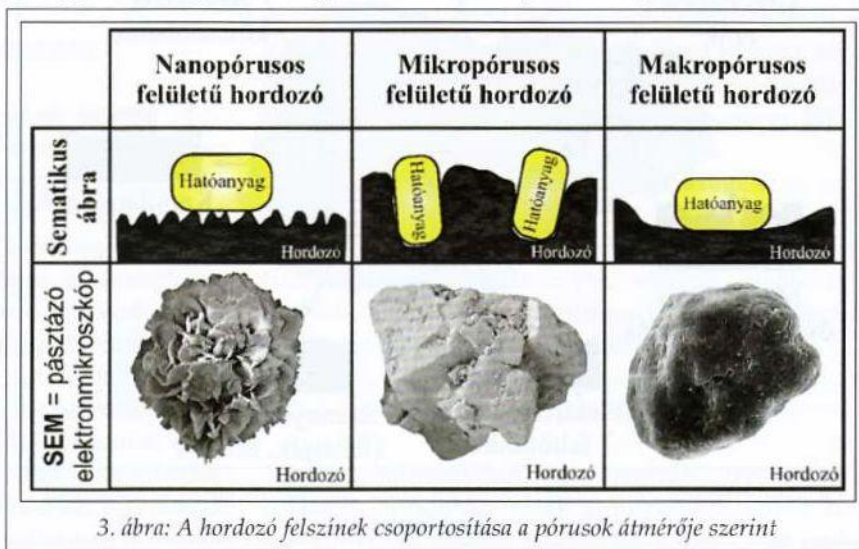 Nanopórusos
felületű hordozó
Mikropórusos
felületű hordozó
Makropórusos
felületű hordozó
Sematikus
ábra
Hatóanyag
Hordozó
Hatóanyag
Hatóanyag
Hordozó
Hatóanyag
Hordozó
SEM = pásztázó
elektronmikroszkóp
Hordozó
Hordozó
Hordozó
3. ábra: A hordozó felszínek csoportosítása a pórusok átmérője szerint